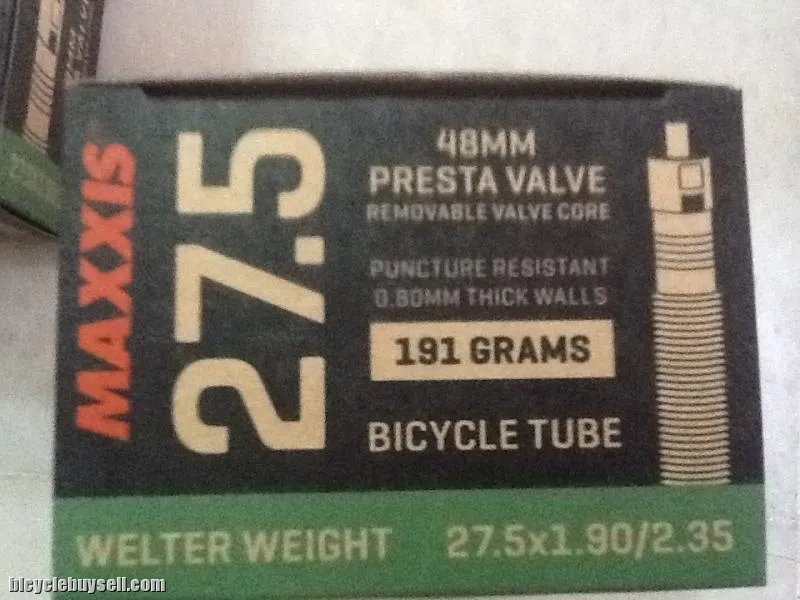 MAXXIS
27.5
48MM
PRESTA VALVE
REMOVABLE VALVE CORE
PUNCTURE RESISTANT
0.80MM THICK WALLS
191 GRAMS
BICYCLE TUBE
WELTER WEIGHT 27.5x1.90/2.35
bicyclebuysell.com